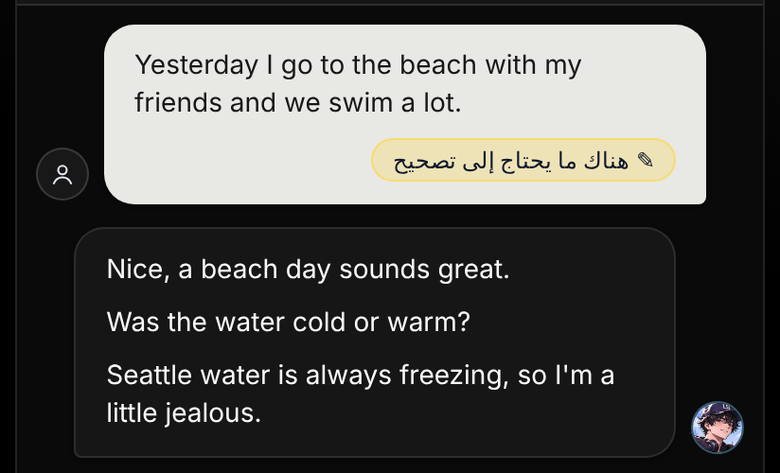 Yesterday I go to the beach with my
friends and we swim a lot.
✎ هناك ما يحتاج إلى تصحيح
Nice, a beach day sounds great.
Was the water cold or warm?
Seattle water is always freezing, so I'm a
little jealous.